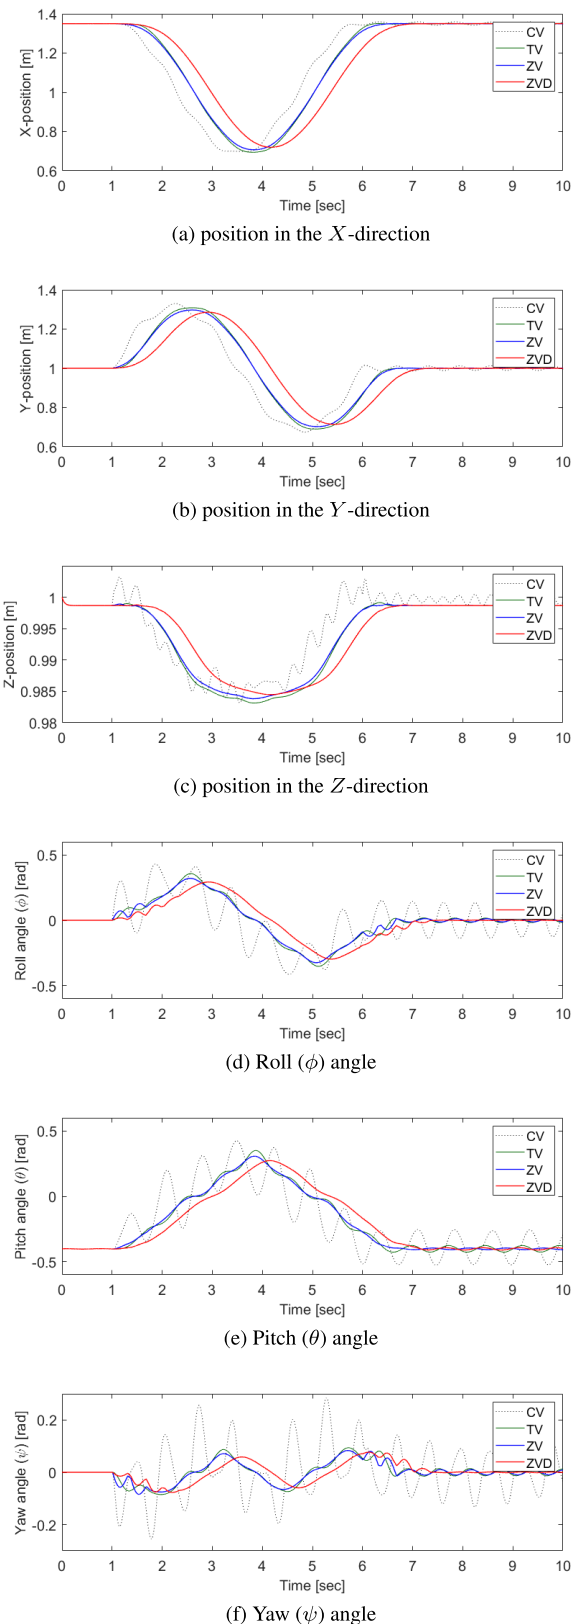 1.4
1.2
1
0.8
0.6
X-position [m]
CV
TV
ZV
ZVD
0 1 2 3 4 5 6 7 8 9 10
Time [sec]
(a) position in the X-direction
1.4
1.2
1
0.8
0.6
Y-position [m]
CV
TV
ZV
ZVD
0 1 2 3 4 5 6 7 8 9 10
Time [sec]
(b) position in the Y-direction
1
0.995
0.99
0.985
0.98
Z-position [m]
CV
TV
ZV
ZVD
0 1 2 3 4 5 6 7 8 9 10
Time [sec]
(c) position in the Z-direction
0.5
0
-0.5
Roll angle (ϕ) [rad]
CV
TV
ZV
ZVD
0 1 2 3 4 5 6 7 8 9 10
Time [sec]
(d) Roll (ϕ) angle
0.5
0
-0.5
Pitch angle (θ) [rad]
CV
TV
ZV
ZVD
0 1 2 3 4 5 6 7 8 9 10
Time [sec]
(e) Pitch (θ) angle
0.2
0
-0.2
Yaw angle (ψ) [rad]
CV
TV
ZV
ZVD
0 1 2 3 4 5 6 7 8 9 10
Time [sec]
(f) Yaw (ψ) angle